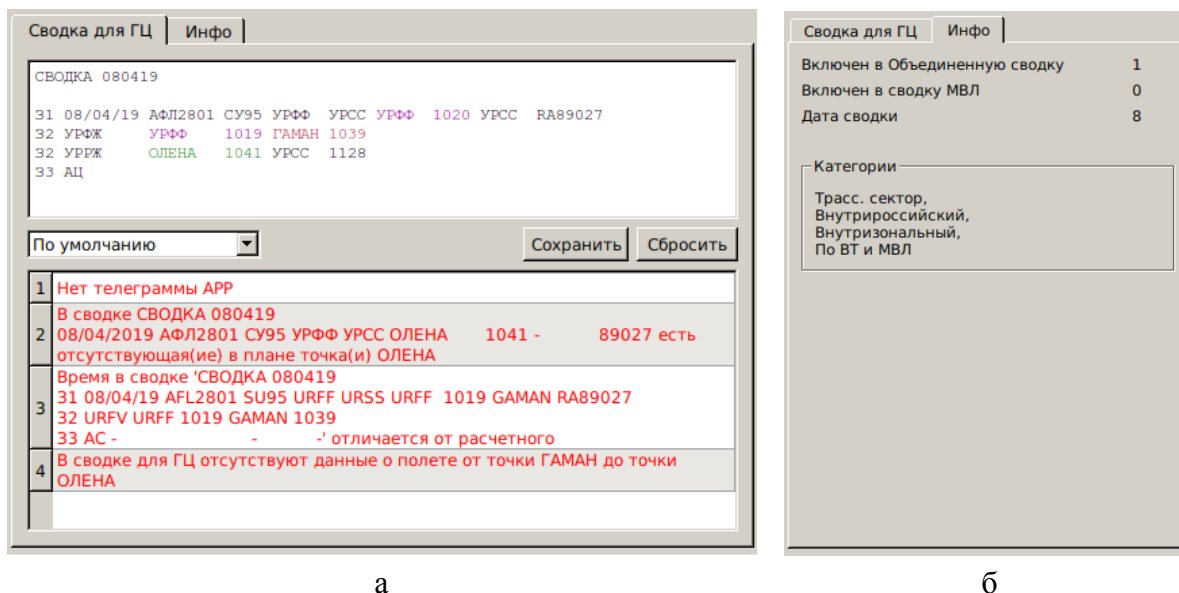 Сводка для ГЦ Инфо
СВОДКА 080419
31 08/04/19 АФЛ2801 СУ95 УРФФ УРСС УРФФ 1020 УРСС RA89027
32 УРФЖ УРФФ 1019 ГАМАН 1039
32 УРРЖ ОЛЕНА 1041 УРСС 1128
33 АЦ
По умолчанию Сохранить Сбросить
1 Нет телеграммы АРР
2 В сводке СВОДКА 080419
08/04/2019 АФЛ2801 СУ95 УРФФ УРСС ОЛЕНА 1041 - 89027 есть
отсутствующая(ие) в плане точка(и) ОЛЕНА
3 Время в сводке 'СВОДКА 080419
31 08/04/19 AFL2801 SU95 URFF URSS URFF 1019 GAMAN RA89027
32 URFV URFF 1019 GAMAN 1039
33 AC - - -' отличается от расчетного
4 В сводке для ГЦ отсутствуют данные о полете от точки ГАМАН до точки
ОЛЕНА
а
Сводка для ГЦ Инфо
Включен в Объединенную сводку 1
Включен в сводку МВЛ 0
Дата сводки 8
Категории
Трасс. сектор,
Внутрироссийский,
Внутризональный,
По ВТ и МВЛ
б